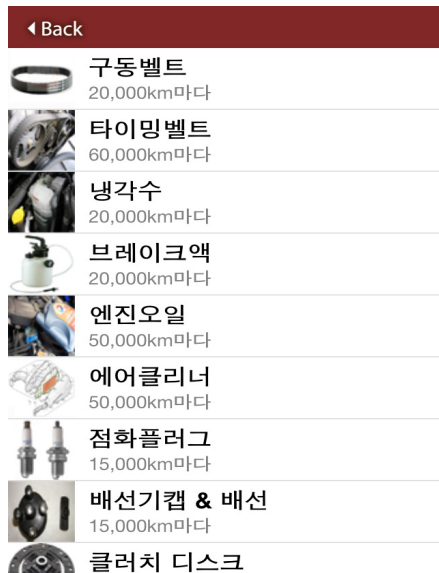 Back
구동벨트
20,000km마다
타이밍벨트
60,000km마다
냉각수
20,000km마다
브레이크액
20,000km마다
엔진오일
50,000km마다
에어클리너
50,000km마다
점화플러그
15,000km마다
배선기캡 & 배선
15,000km마다
클러치 디스크